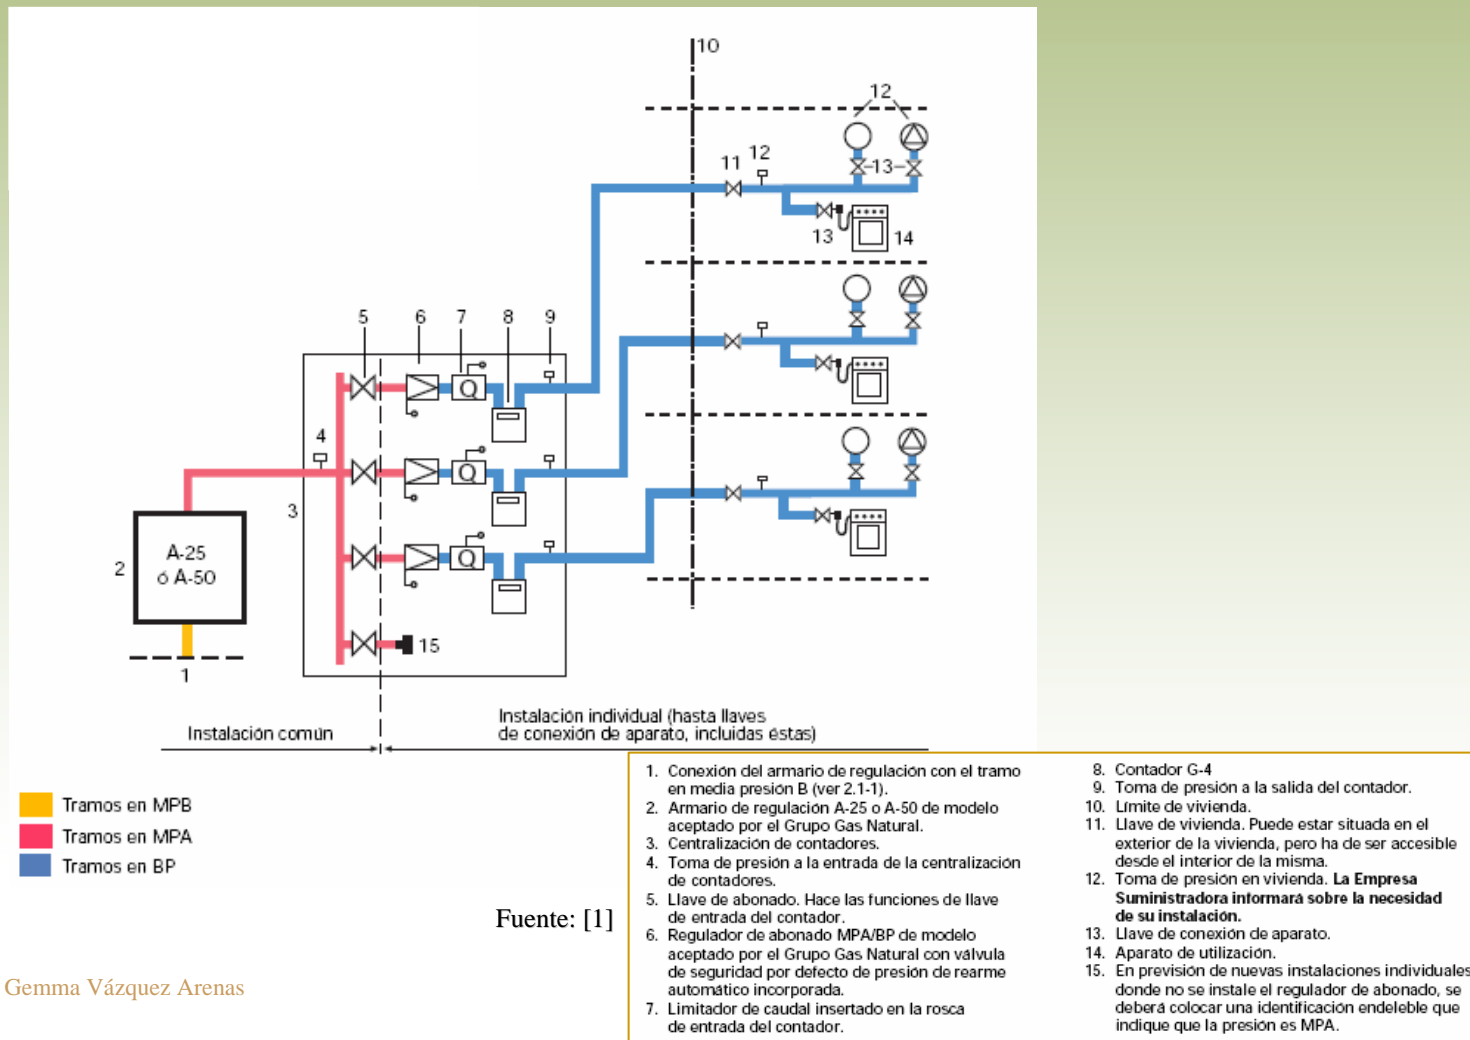 10
12
11
12
13
13
14
5
6
7
8
9
Q
4
Q
3
A-25
ó A-50
2
Q
15
1
Instalación común
Instalación individual (hasta llaves
de conexión de aparato, incluidas éstas)
Tramos en MPB
Tramos en MPA
Tramos en BP
Fuente: [1]
Gemma Vázquez Arenas
1. Conexión del armario de regulación con el tramo
en media presión B (ver 2.1-1).
2. Armario de regulación A-25 o A-50 de modelo
aceptado por el Grupo Gas Natural.
3. Centralización de contadores.
4. Toma de presión a la entrada de la centralización
de contadores.
5. Llave de abonado. Hace las funciones de llave
de entrada del contador.
6. Regulador de abonado MPA/BP de modelo
aceptado por el Grupo Gas Natural con válvula
de seguridad por defecto de presión de rearme
automático incorporada.
7. Limitador de caudal insertado en la rosca
de entrada del contador.
8. Contador G-4
9. Toma de presión a la salida del contador.
10. Límite de vivienda.
11. Llave de vivienda. Puede estar situada en el
exterior de la vivienda, pero ha de ser accesible
desde el interior de la misma.
12. Toma de presión en vivienda. La Empresa
Suministradora informará sobre la necesidad
de su instalación.
13. Llave de conexión de aparato.
14. Aparato de utilización.
15. En previsión de nuevas instalaciones individuales
donde no se instale el regulador de abonado, se
deberá colocar una identificación endeleble que
indique que la presión es MPA.